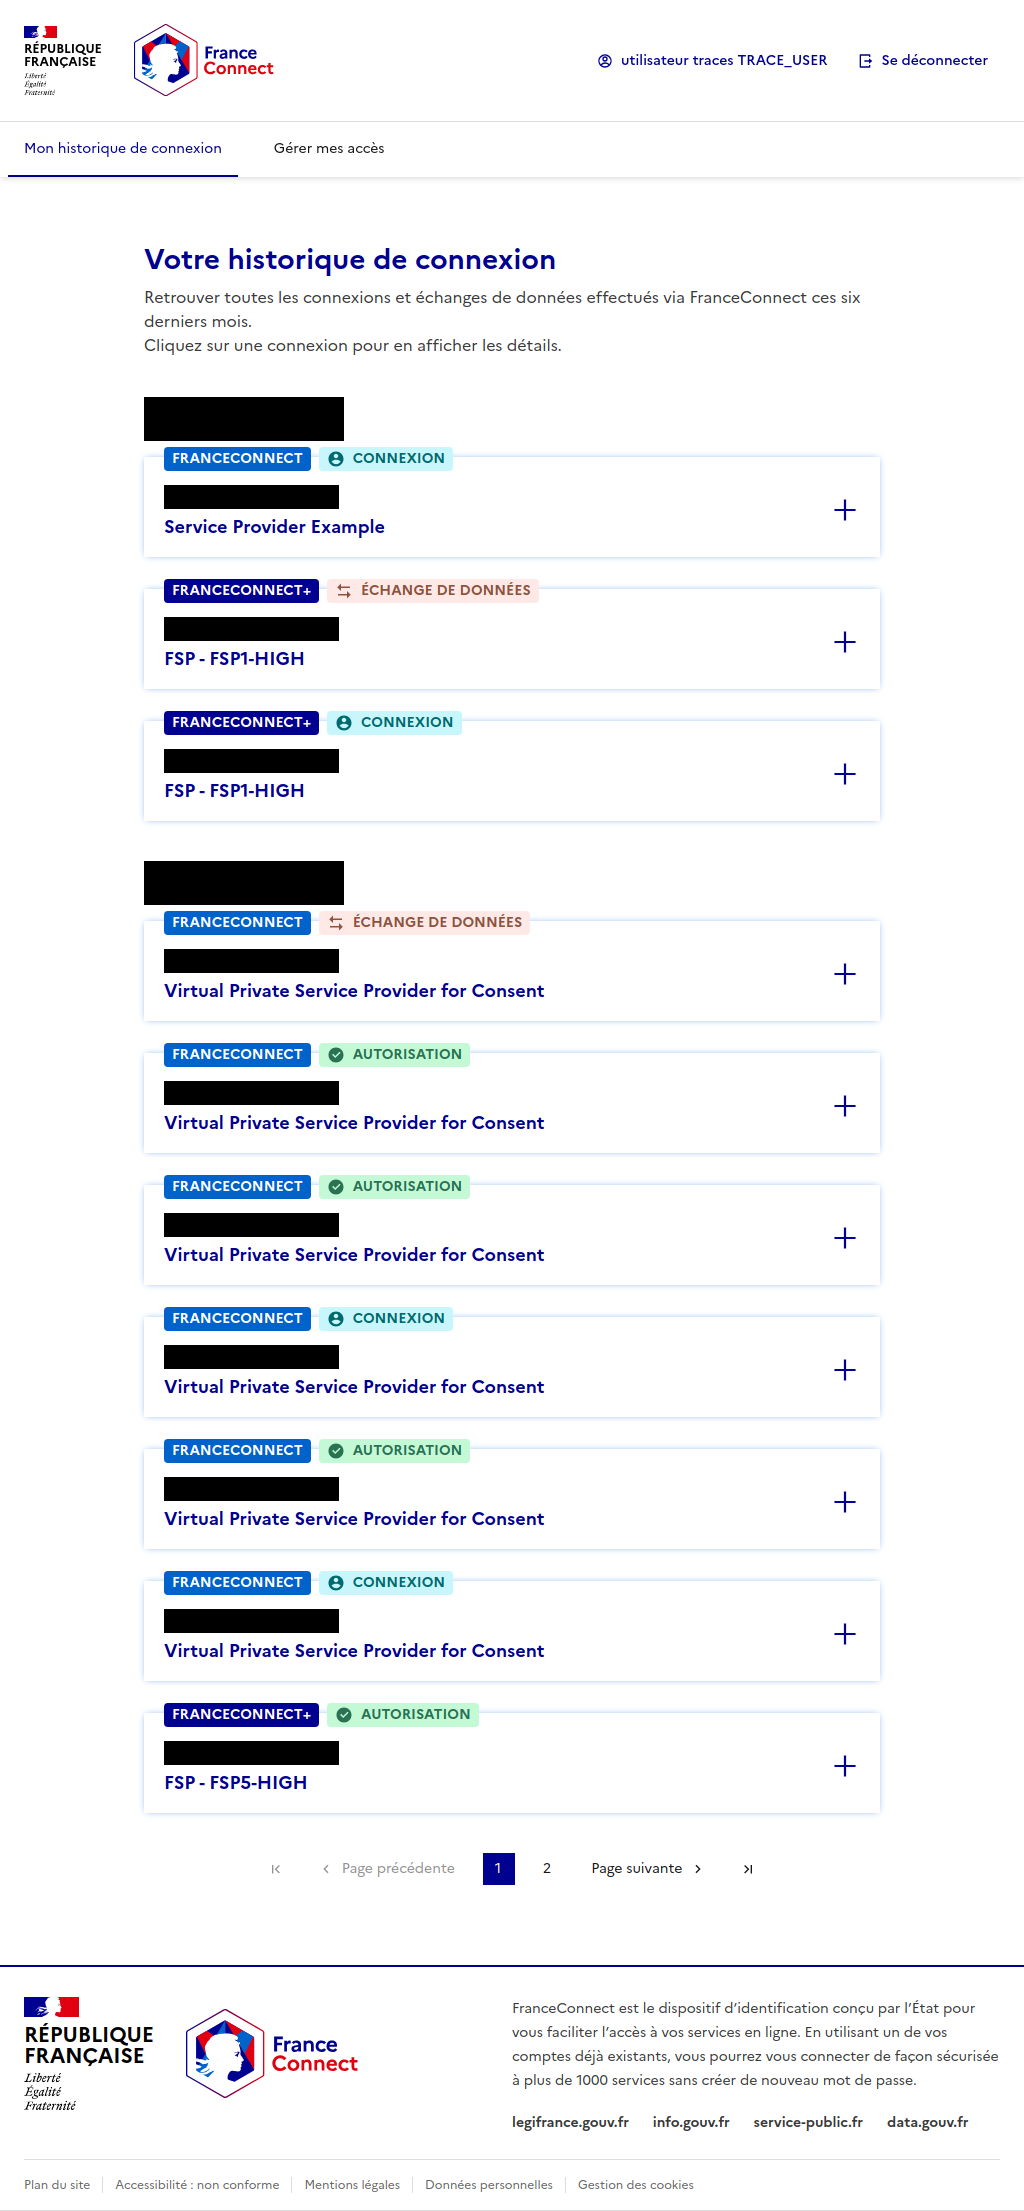 RÉPUBLIQUE
FRANÇAISE
Liberté
Égalité
Fraternité
France
Connect
utilisateur traces TRACE_USER
Se déconnecter
Mon historique de connexion
Gérer mes accès
Votre historique de connexion
Retrouver toutes les connexions et échanges de données effectués via FranceConnect ces six
derniers mois.
Cliquez sur une connexion pour en afficher les détails.
FRANCECONNECT CONNEXION
Service Provider Example
FRANCECONNECT+ ÉCHANGE DE DONNÉES
FSP - FSP1-HIGH
FRANCECONNECT+ CONNEXION
FSP - FSP1-HIGH
FRANCECONNECT ÉCHANGE DE DONNÉES
Virtual Private Service Provider for Consent
FRANCECONNECT AUTORISATION
Virtual Private Service Provider for Consent
FRANCECONNECT AUTORISATION
Virtual Private Service Provider for Consent
FRANCECONNECT CONNEXION
Virtual Private Service Provider for Consent
FRANCECONNECT AUTORISATION
Virtual Private Service Provider for Consent
FRANCECONNECT CONNEXION
Virtual Private Service Provider for Consent
FRANCECONNECT+ AUTORISATION
FSP - FSP5-HIGH
Page précédente 1 2 Page suivante
RÉPUBLIQUE
FRANÇAISE
Liberté
Égalité
Fraternité
France
Connect
FranceConnect est le dispositif d’identification conçu par l’État pour
vous faciliter l’accès à vos services en ligne. En utilisant un de vos
comptes déjà existants, vous pourrez vous connecter de façon sécurisée
à plus de 1000 services sans créer de nouveau mot de passe.
legifrance.gouv.fr info.gouv.fr service-public.fr data.gouv.fr
Plan du site Accessibilité : non conforme Mentions légales Données personnelles Gestion des cookies